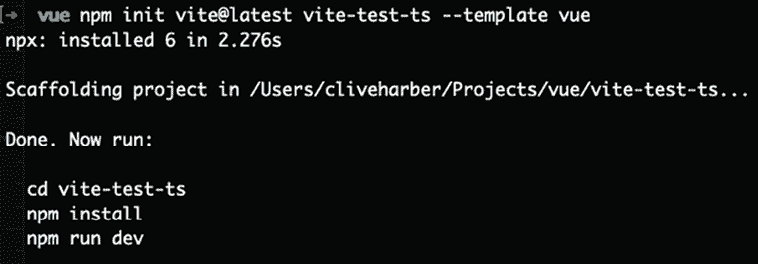 [➜ vue npm init vite@latest vite-test-ts --template vue
npx: installed 6 in 2.276s
Scaffolding project in /Users/cliveharber/Projects/vue/vite-test-ts...
Done. Now run:
cd vite-test-ts
npm install
npm run dev